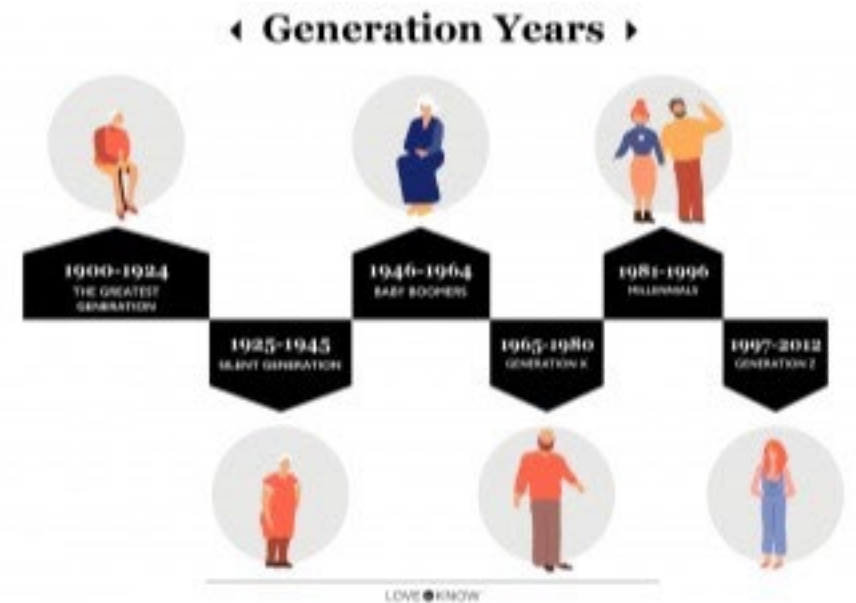 Generation Years
1900-1924
THE GREATEST
GENERATION
1925-1945
SILENT GENERATION
1946-1964
BABY BOOMERS
1965-1980
GENERATION X
1981-1996
MILLENNIALS
1997-2012
GENERATION Z
LOVE KNOW